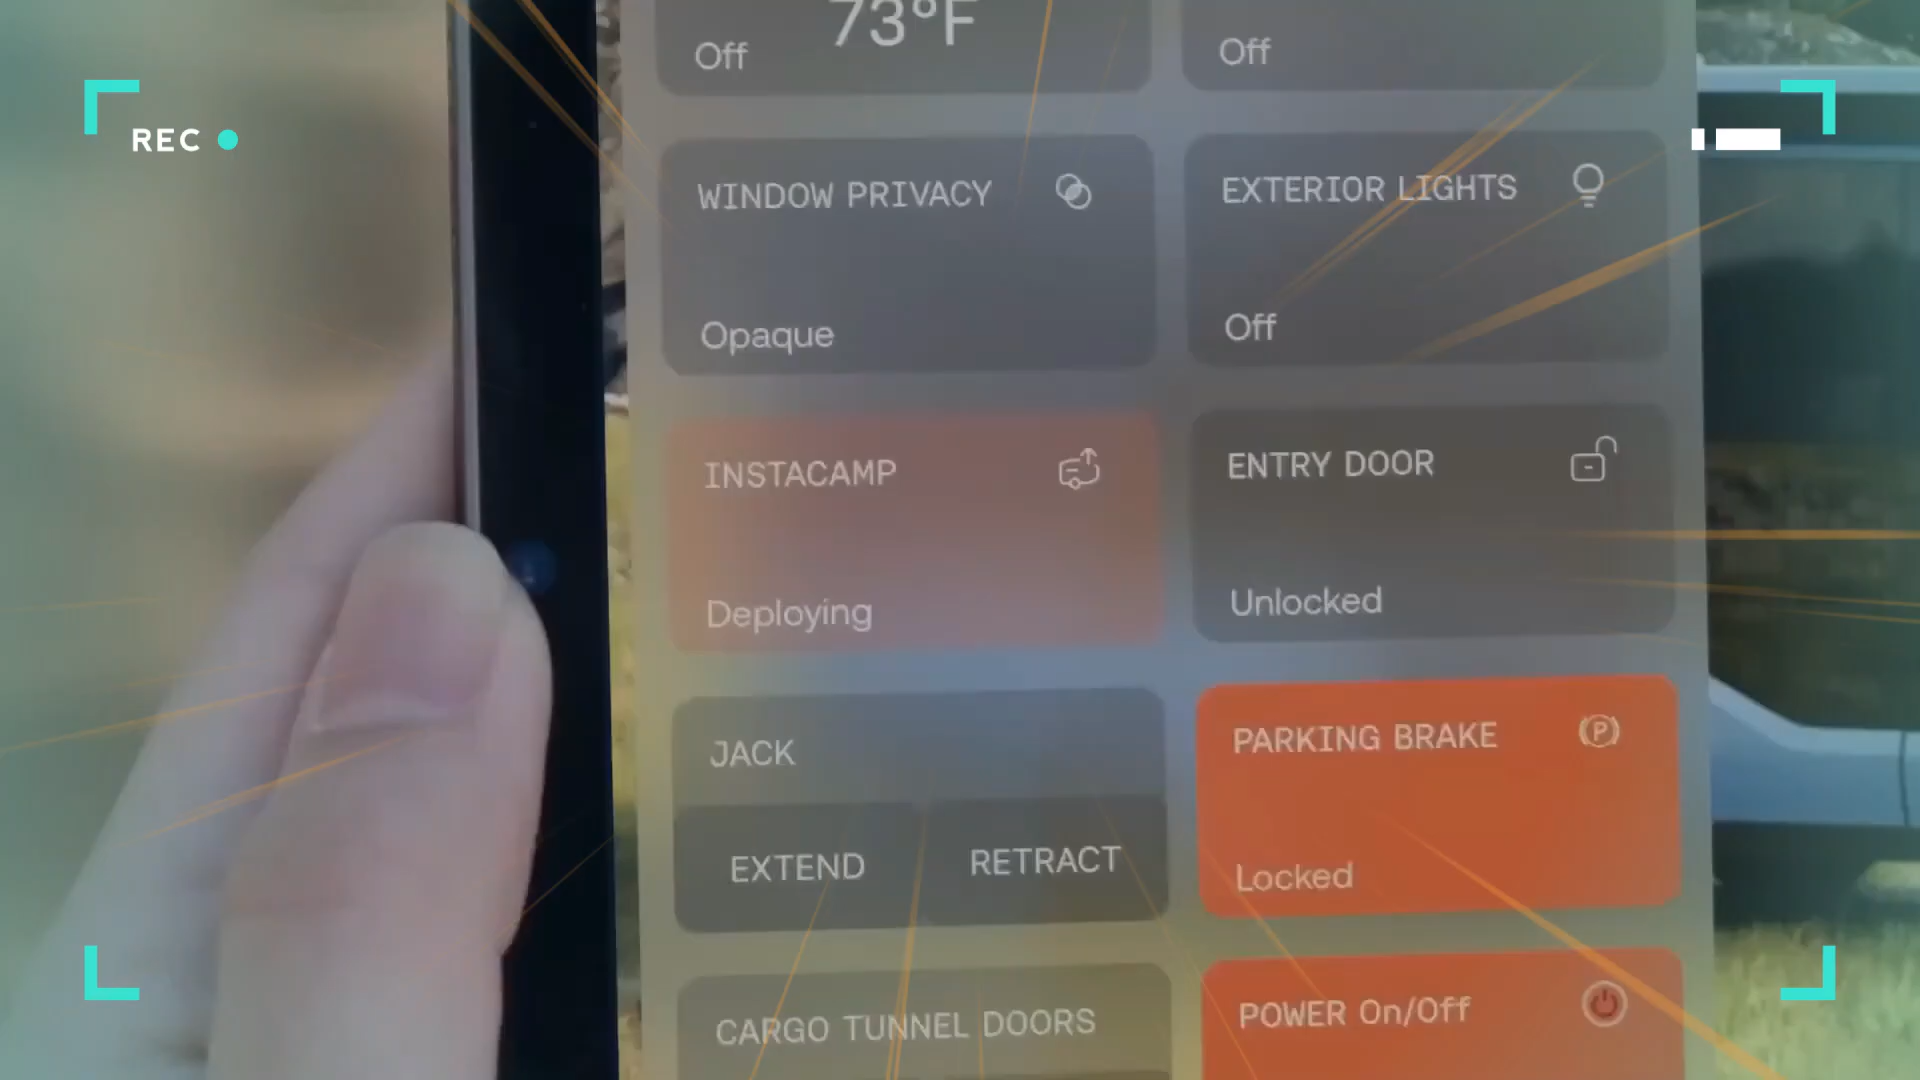 73°F
Off
Off
REC
WINDOW PRIVACY
EXTERIOR LIGHTS
Opaque
Off
INSTACAMP
ENTRY DOOR
Deploying
Unlocked
JACK
PARKING BRAKE
EXTEND
RETRACT
Locked
CARGO TUNNEL DOORS
POWER On/Off